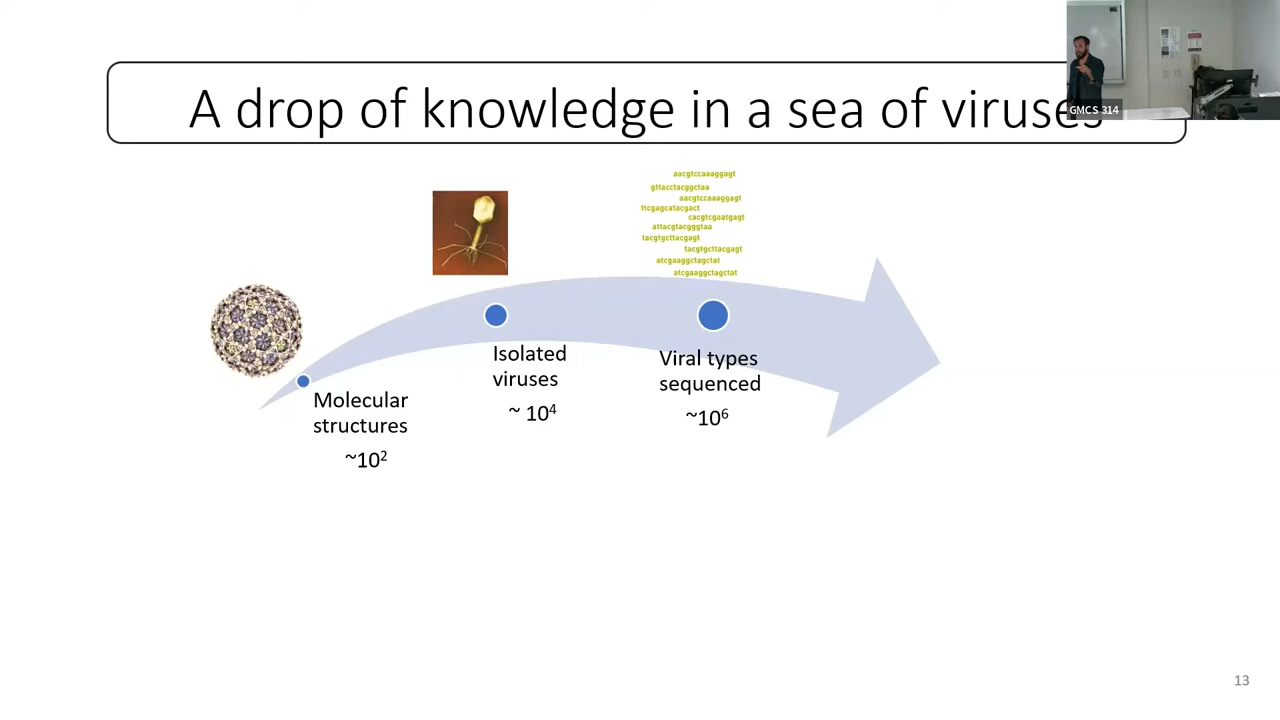 A drop of knowledge in a sea of viruses
GMCS 314
aacgtccaaaggagt
gttacctacggctaa
aacgtccaaaggagt
ttcgagcatacgact
cacgtcgaatgagt
attacgtacgggtaa
tacgtgcttacgagt
tacgtgcttacgagt
atcgaaggctagctat
atcgaaggctagctat
Molecular
structures
~10²
Isolated
viruses
~ 10⁴
Viral types
sequenced
~10⁶
13